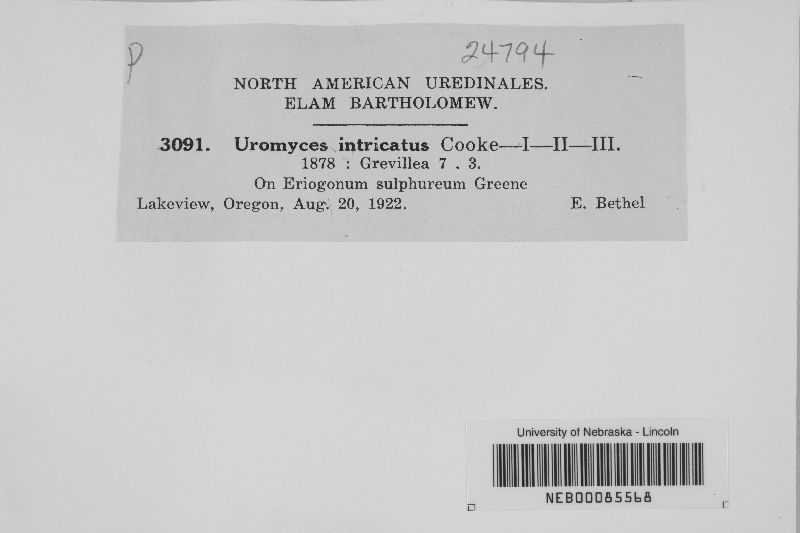 p 24794
NORTH AMERICAN UREDINALES.
ELAM BARTHOLOMEW.
3091. Uromyces intricatus Cooke—I—II—III.
1878 : Grevillea 7 . 3.
On Eriogonum sulphureum Greene
Lakeview, Oregon, Aug. 20, 1922. E. Bethel
University of Nebraska - Lincoln
NEB00085568